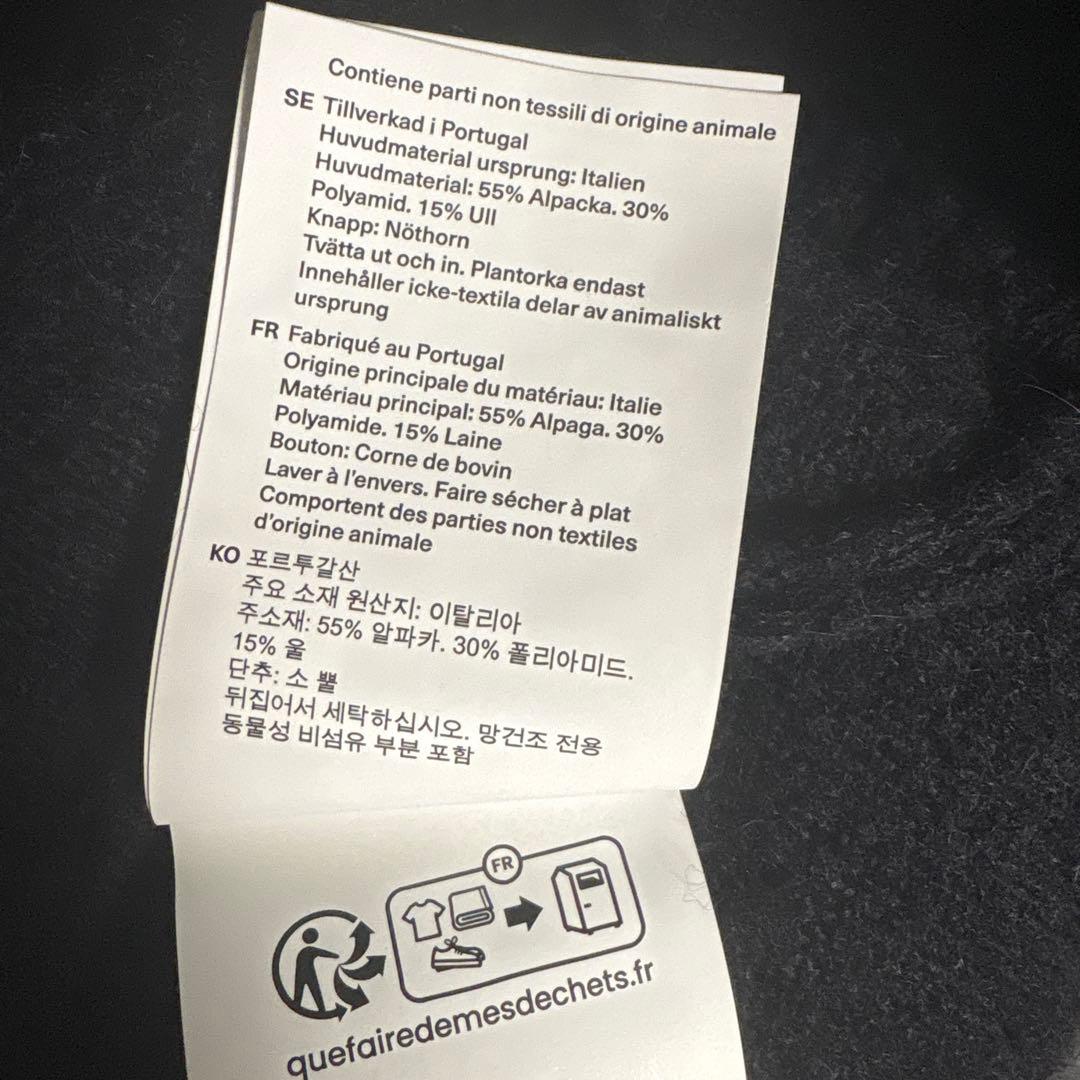 Contiene parti non tessili di origine animale
SE Tillverkad i Portugal
Huvudmaterial ursprung: Italien
Huvudmaterial: 55% Alpacka. 30%
Polyamid. 15% Ull
Knapp: Nöthorn
Tvätta ut och in. Plantorka endast
Innehåller icke-textila delar av animaliskt
ursprung
FR Fabriqué au Portugal
Origine principale du matériau: Italie
Matériau principal: 55% Alpaga. 30%
Polyamide. 15% Laine
Bouton: Corne de bovin
Laver à l'envers. Faire sécher à plat
Comportent des parties non textiles
d'origine animale
KO 포르투갈산
주요 소재 원산지: 이탈리아
주소재: 55% 알파카. 30% 폴리아미드.
15% 울
단추: 소 뿔
뒤집어서 세탁하십시오. 망건조 전용
동물성 비섬유 부분 포함
FR
quefairedemesdechets.fr